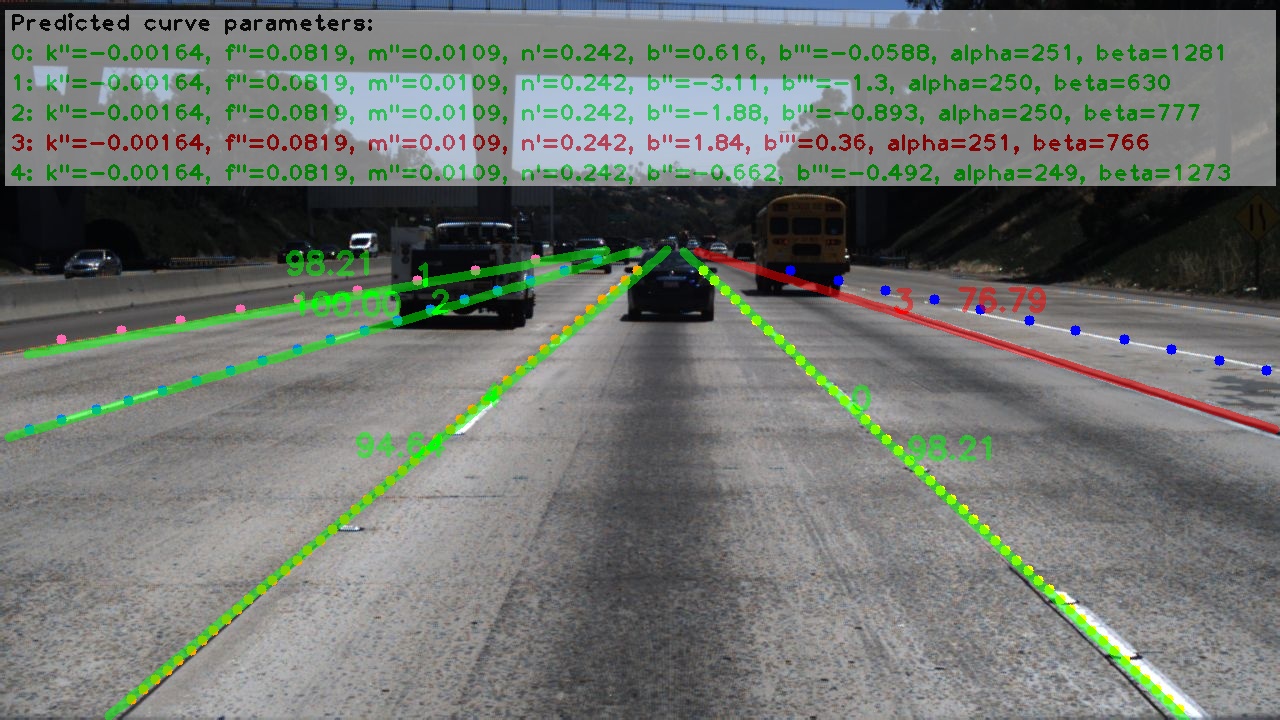 Predicted curve parameters:
0: k''=-0.00164, f''=0.0819, m''=0.0109, n'=0.242, b''=0.616, b'''=-0.0588, alpha=251, beta=1281
1: k''=-0.00164, f''=0.0819, m''=0.0109, n'=0.242, b''=-3.11, b'''=-1.3, alpha=250, beta=630
2: k''=-0.00164, f''=0.0819, m''=0.0109, n'=0.242, b''=-1.88, b'''=-0.893, alpha=250, beta=777
3: k''=-0.00164, f''=0.0819, m''=0.0109, n'=0.242, b''=1.84, b'''=0.36, alpha=251, beta=766
4: k''=-0.00164, f''=0.0819, m''=0.0109, n'=0.242, b''=-0.662, b'''=-0.492, alpha=249, beta=1273
98.21 1
100.00 2
3 76.79
0
94.64
98.21